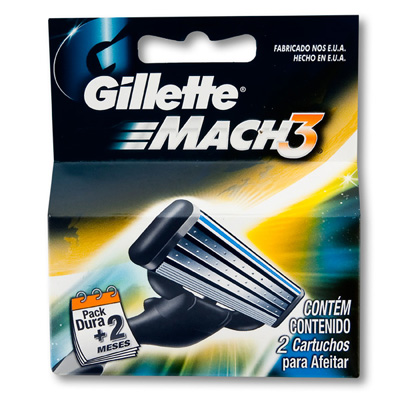 FABRICADO NOS E.U.A.
HECHO EN E.U.A.
Gillette®
MACH3
Pack
Dura
+2
MESES
CONTÉM
CONTENIDO
2 Cartuchos
para Afeitar